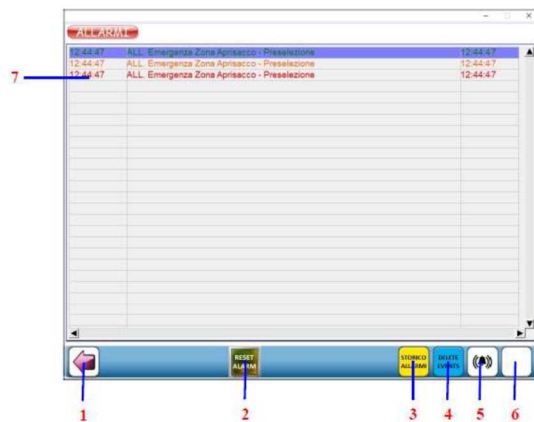 ALLARMI
12:44:47 ALL. Emergenza Zona Aprisacco - Preselezione 12:44:47
12:44:47 ALL. Emergenza Zona Aprisacco - Preselezione 12:44:47
7
12:44:47 ALL. Emergenza Zona Aprisacco - Preselezione 12:44:47
RESET
ALARM
STORICO
ALLARMI
DELETE
EVENTS
1 2 3 4 5 6